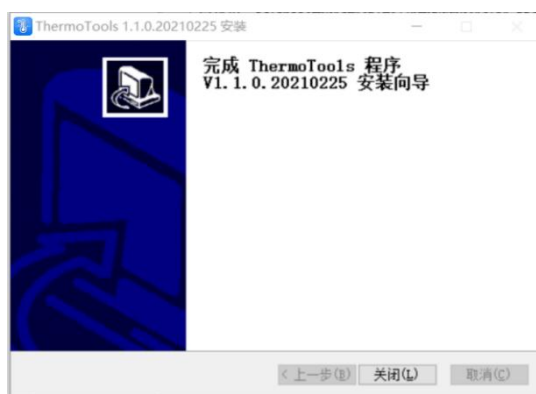 ThermoTools 1.1.0.20210225 安装
完成 ThermoTools 程序
V1.1.0.20210225 安装向导
< 上一步(B)
关闭(L)
取消(C)